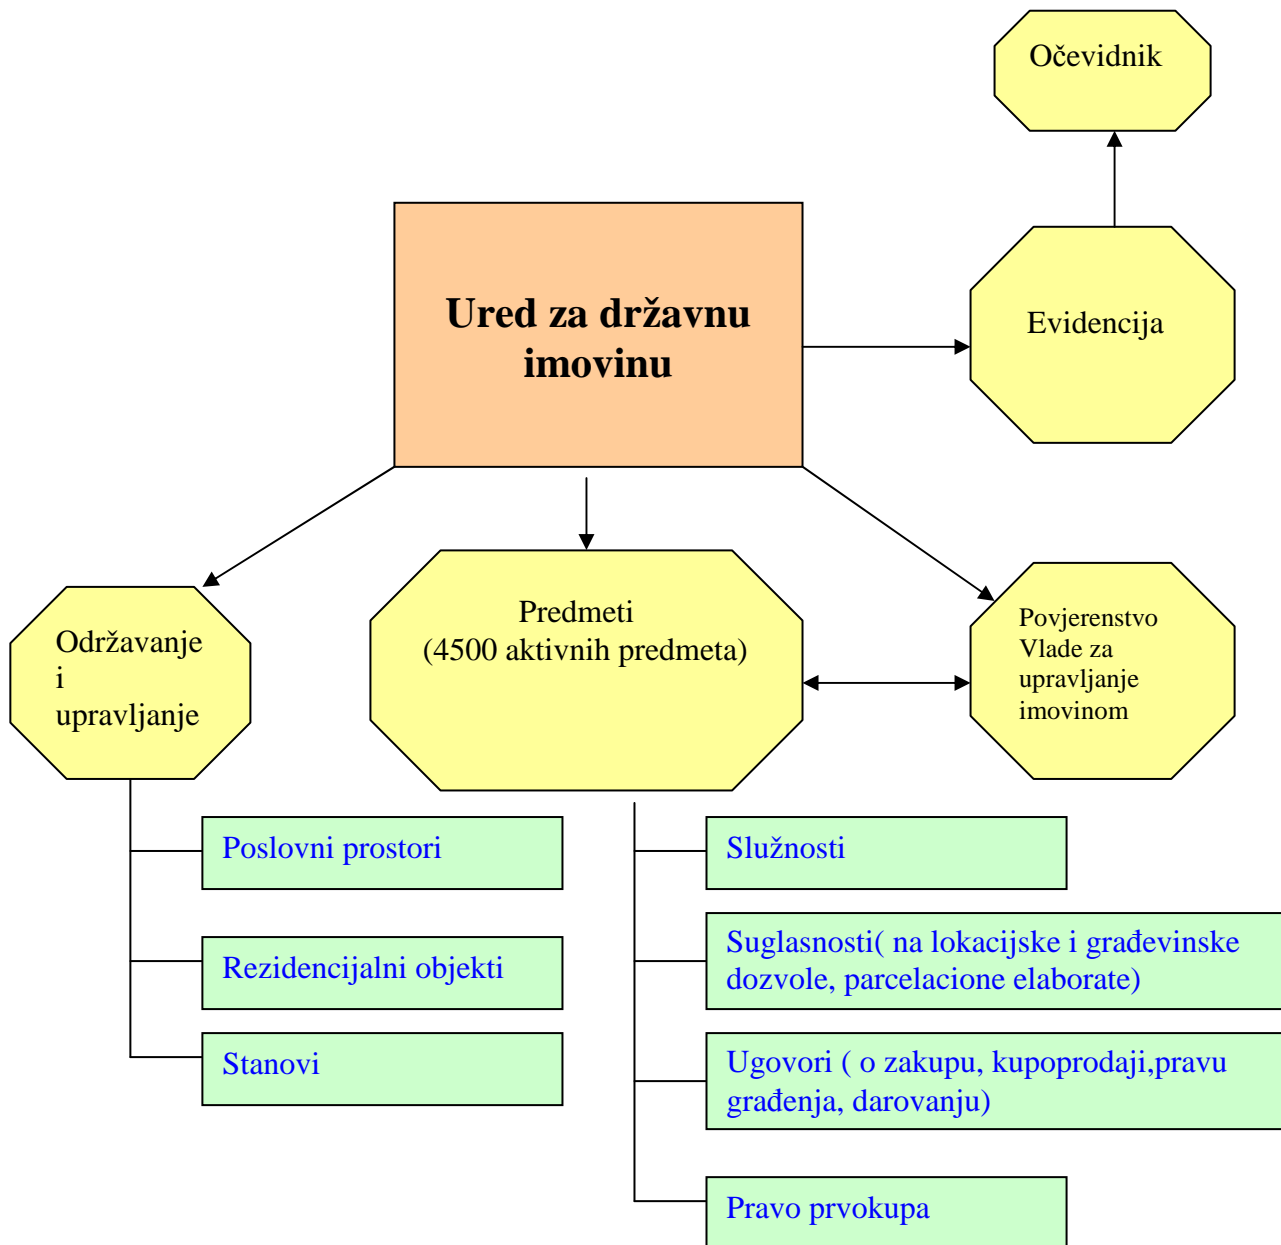 Očevidnik
Ured za državnu
imovinu
Evidencija
Održavanje
i
upravljanje
Predmeti
(4500 aktivnih predmeta)
Povjerenstvo
Vlade za
upravljanje
imovinom
Poslovni prostori
Rezidencijalni objekti
Stanovi
Služnosti
Suglasnosti( na lokacijske i građevinske
dozvole, parcelacione elaborate)
Ugovori ( o zakupu, kupoprodaji,pravu
građenja, darovanju)
Pravo prvokupa